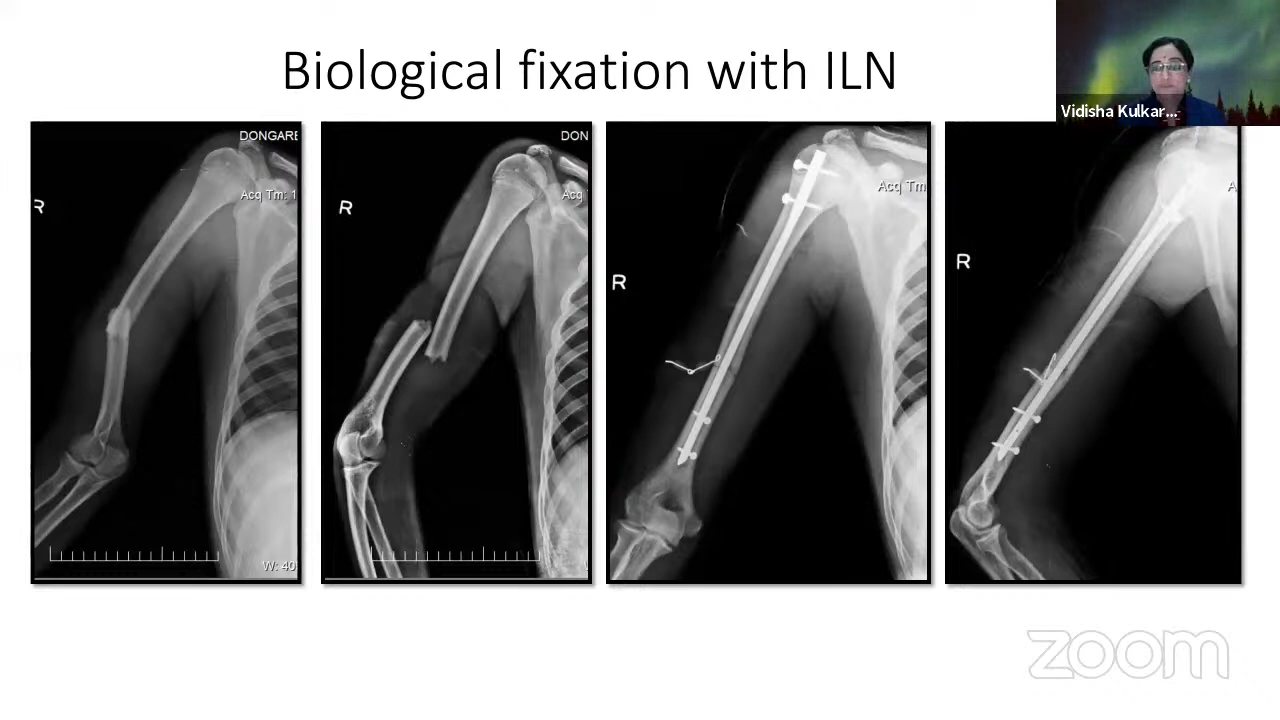 Biological fixation with ILN
Vidisha Kulkar...
DONGARE
Acq Tm: 1
R
W: 40
DON
Acq
R
Acq Tm
R
A
R
zoom